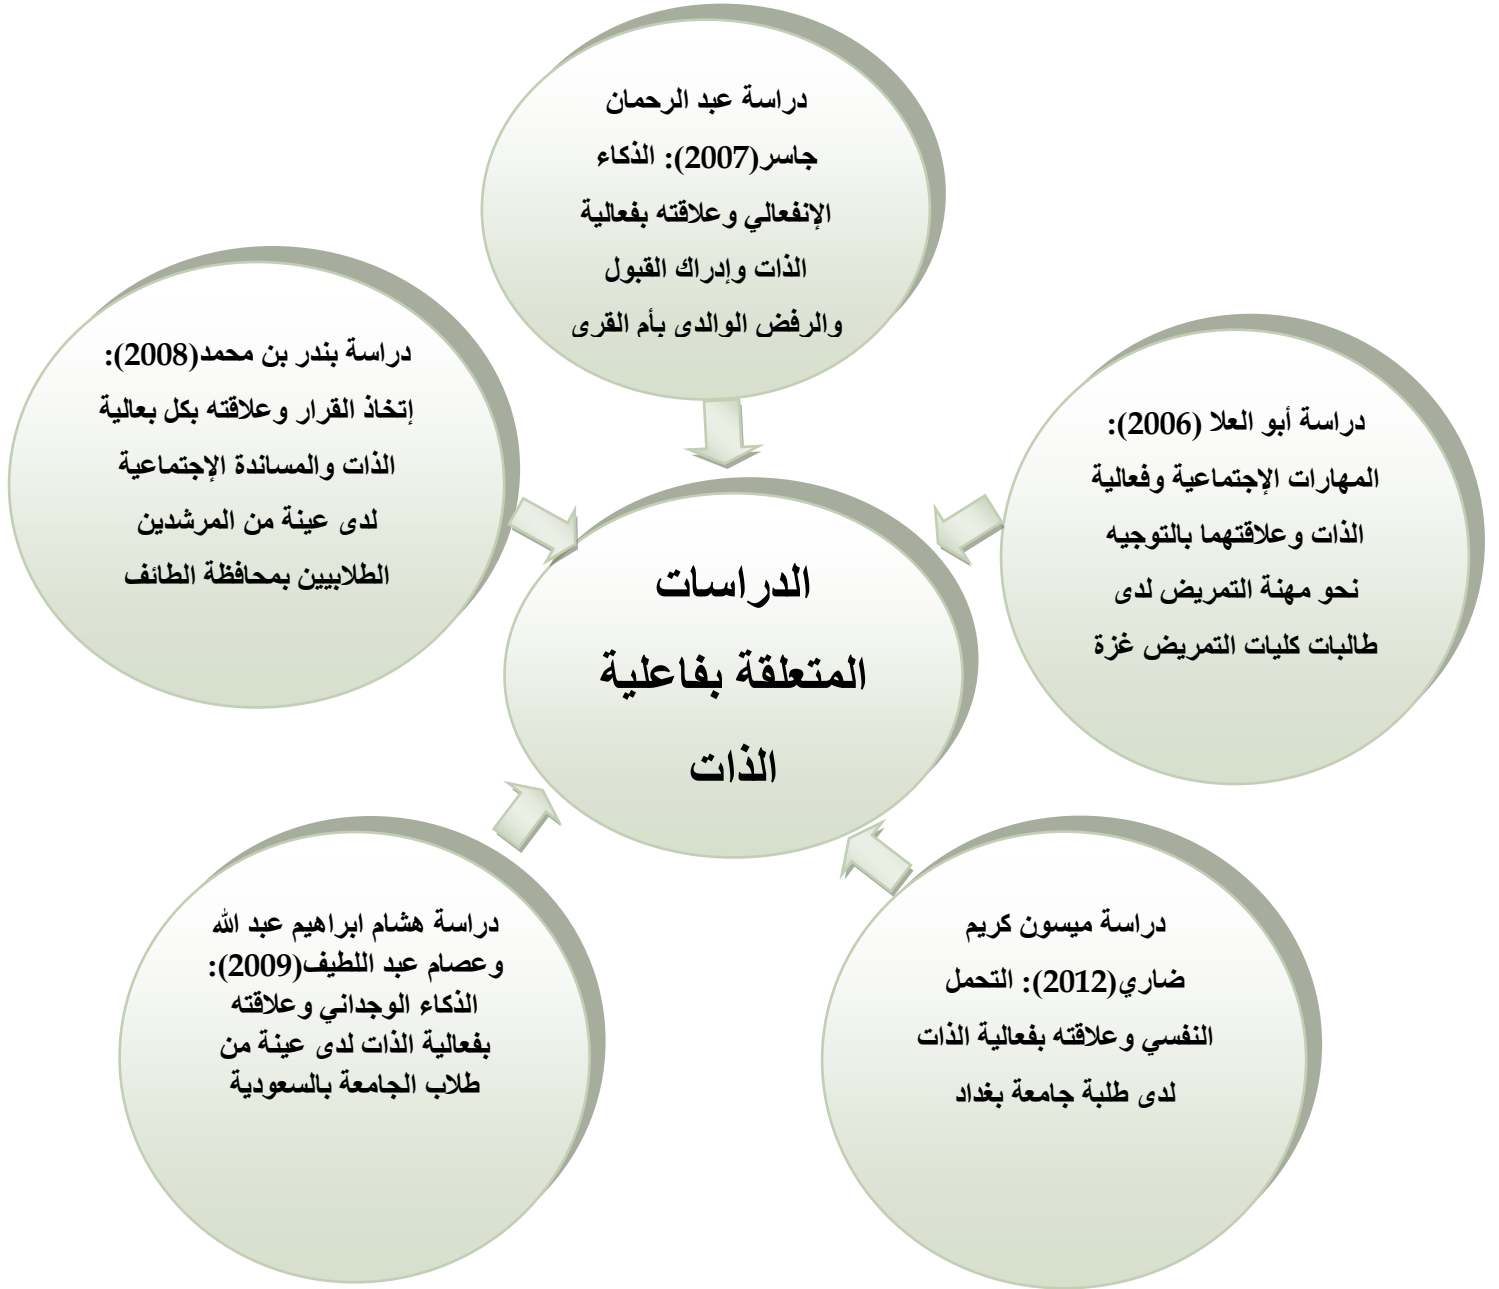 دراسة عبد الرحمان
جاسر(2007): الذكاء
الإنفعالي وعلاقته بفعالية
الذات وإدراك القبول
والرفض الوالدي بأم القرى
دراسة أبو العلا (2006):
المهارات الإجتماعية وفعالية
الذات وعلاقتهما بالتوجيه
نحو مهنة التمريض لدى
طالبات كليات التمريض غزة
دراسة بندر بن محمد(2008):
إتخاذ القرار وعلاقته بكل بعالية
الذات والمساندة الإجتماعية
لدى عينة من المرشدين
الطلابيين بمحافظة الطائف
الدراسات
المتعلقة بفاعلية
الذات
دراسة ميسون كريم
ضاري(2012): التحمل
النفسي وعلاقته بفعالية الذات
لدى طلبة جامعة بغداد
دراسة هشام ابراهيم عبد الله
وعصام عبد اللطيف(2009):
الذكاء الوجداني وعلاقته
بفعالية الذات لدى عينة من
طلاب الجامعة بالسعودية